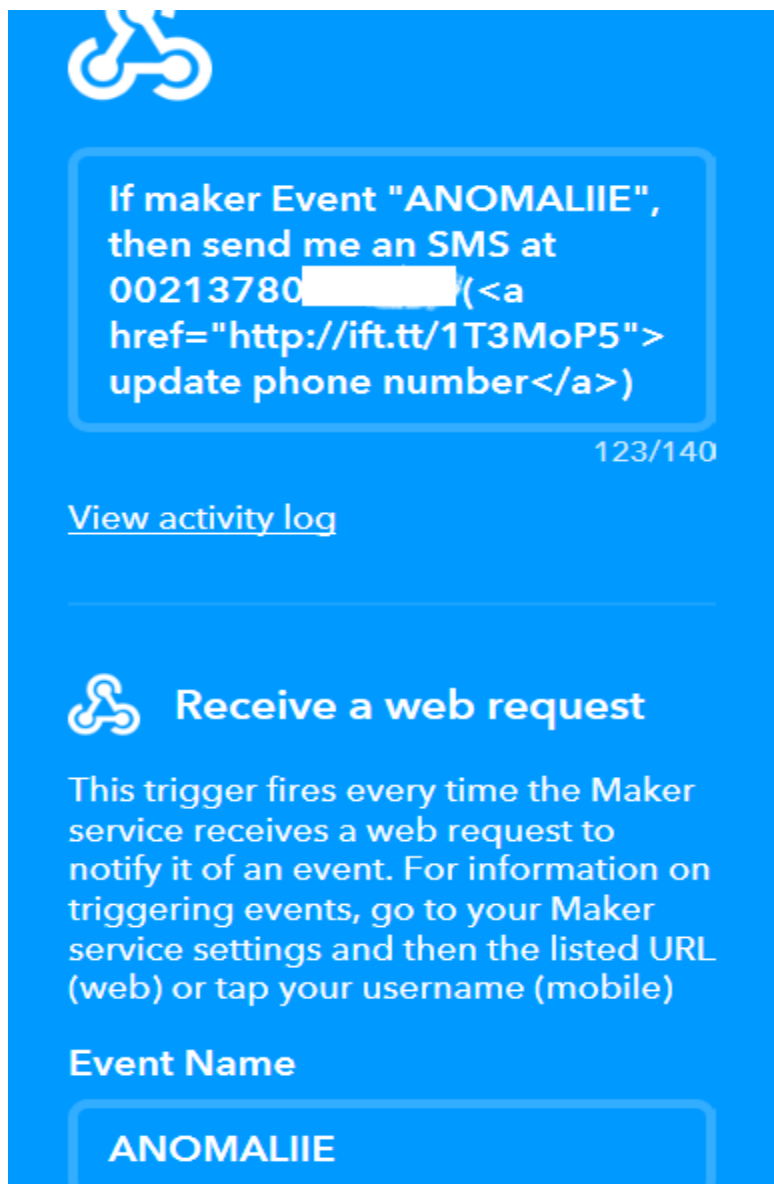 If maker Event "ANOMALIIE",
then send me an SMS at
00213780 (<a
href="http://ift.tt/1T3MoP5">
update phone number</a>)
123/140
View activity log
Receive a web request
This trigger fires every time the Maker
service receives a web request to
notify it of an event. For information on
triggering events, go to your Maker
service settings and then the listed URL
(web) or tap your username (mobile)
Event Name
ANOMALIIE